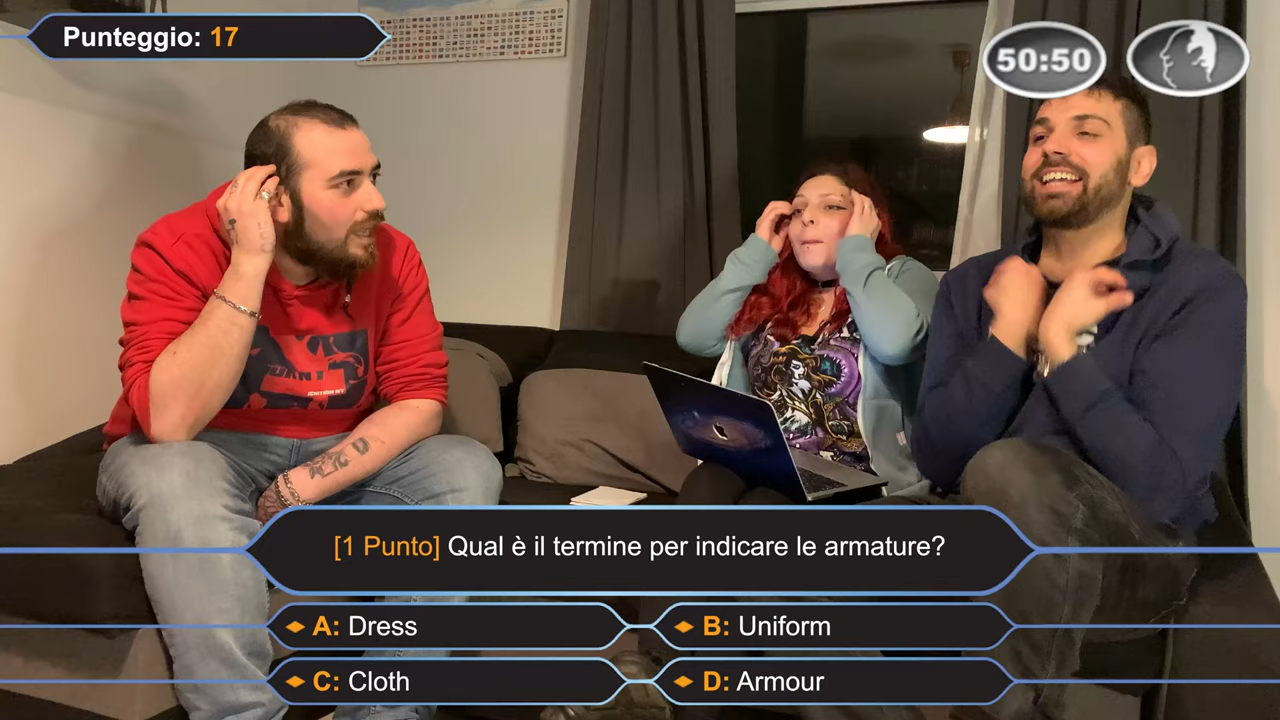 Punteggio: 17
50:50
[1 Punto] Qual è il termine per indicare le armature?
A: Dress
B: Uniform
C: Cloth
D: Armour